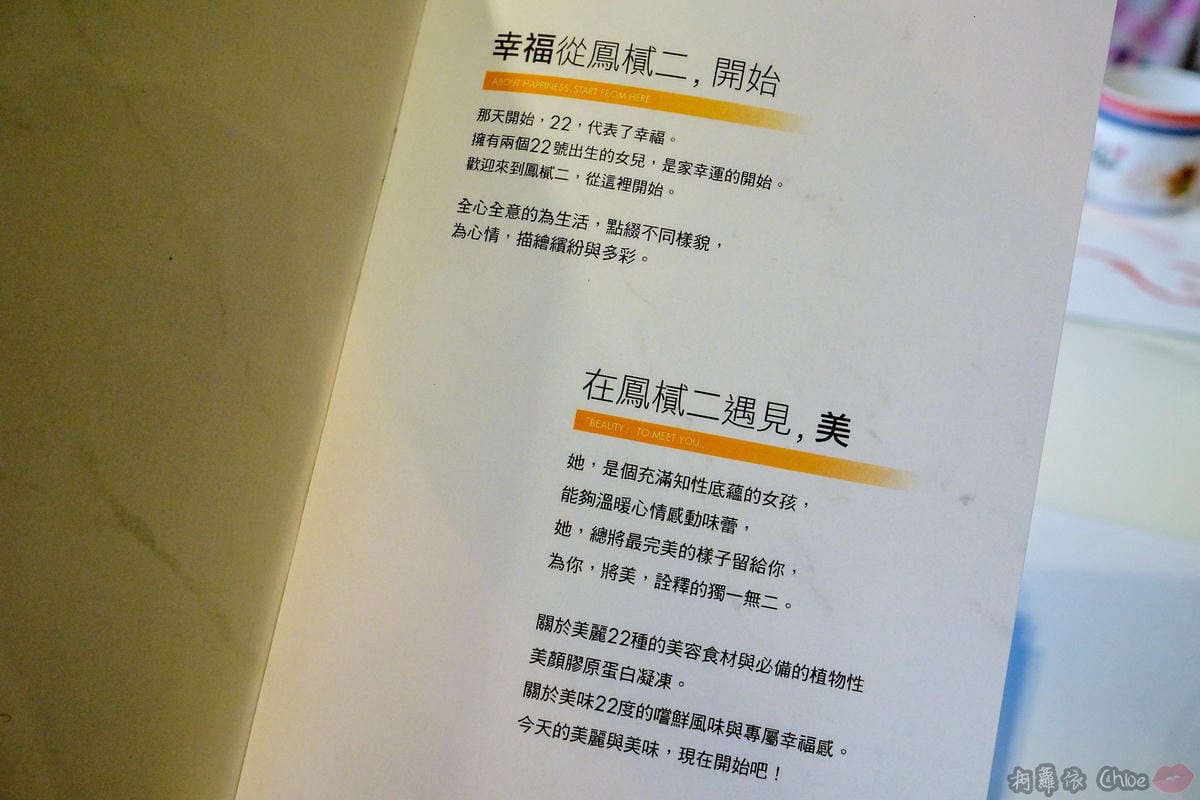 幸福從鳳樲二, 開始
ABOUT HAPPINESS, START FROM HERE
那天開始，22，代表了幸福。
擁有兩個22號出生的女兒，是家幸運的開始。
歡迎來到鳳樲二，從這裡開始。
全心全意的為生活，點綴不同樣貌，
為心情，描繪繽紛與多彩。
在鳳樲二遇見, 美
「BEAUTY」 TO MEET YOU..
她，是個充滿知性底蘊的女孩，
能夠溫暖心情感動味蕾，
她，總將最完美的樣子留給你，
為你，將美，詮釋的獨一無二。
關於美麗22種的美容食材與必備的植物性
美顏膠原蛋白凝凍。
關於美味22度的嚐鮮風味與專屬幸福感。
今天的美麗與美味，現在開始吧！
柯蘿依 Chloe